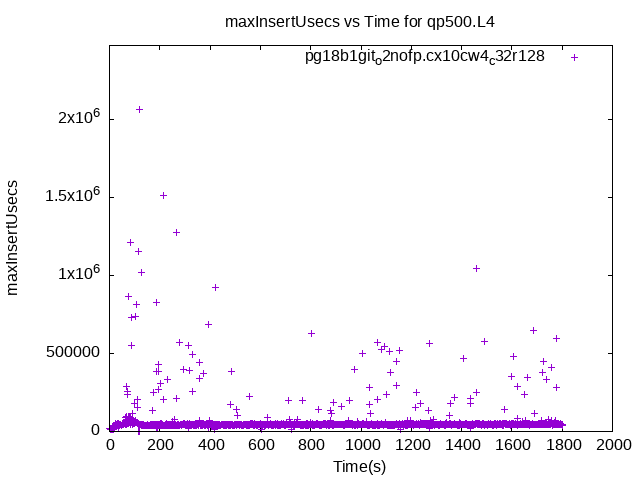 maxInsertUsecs vs Time for qp500.L4
pg18b1git_o2nofp.cx10cw4_c32r128
2x10^6
1.5x10^6
1x10^6
500000
0
maxInsertUsecs
0 200 400 600 800 1000 1200 1400 1600 1800 2000
Time(s)